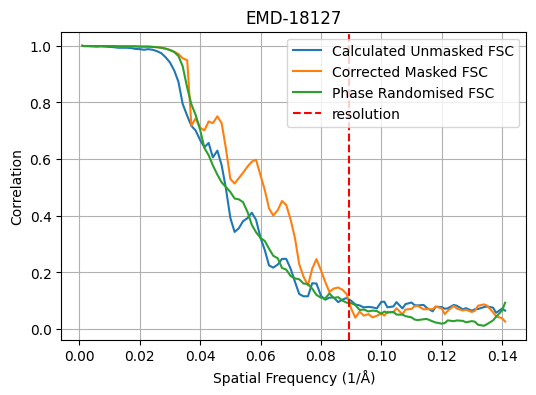 EMD-18127
Calculated Unmasked FSC
Corrected Masked FSC
Phase Randomised FSC
resolution
Correlation
1.0
0.8
0.6
0.4
0.2
0.0
0.00 0.02 0.04 0.06 0.08 0.10 0.12 0.14
Spatial Frequency (1/Å)